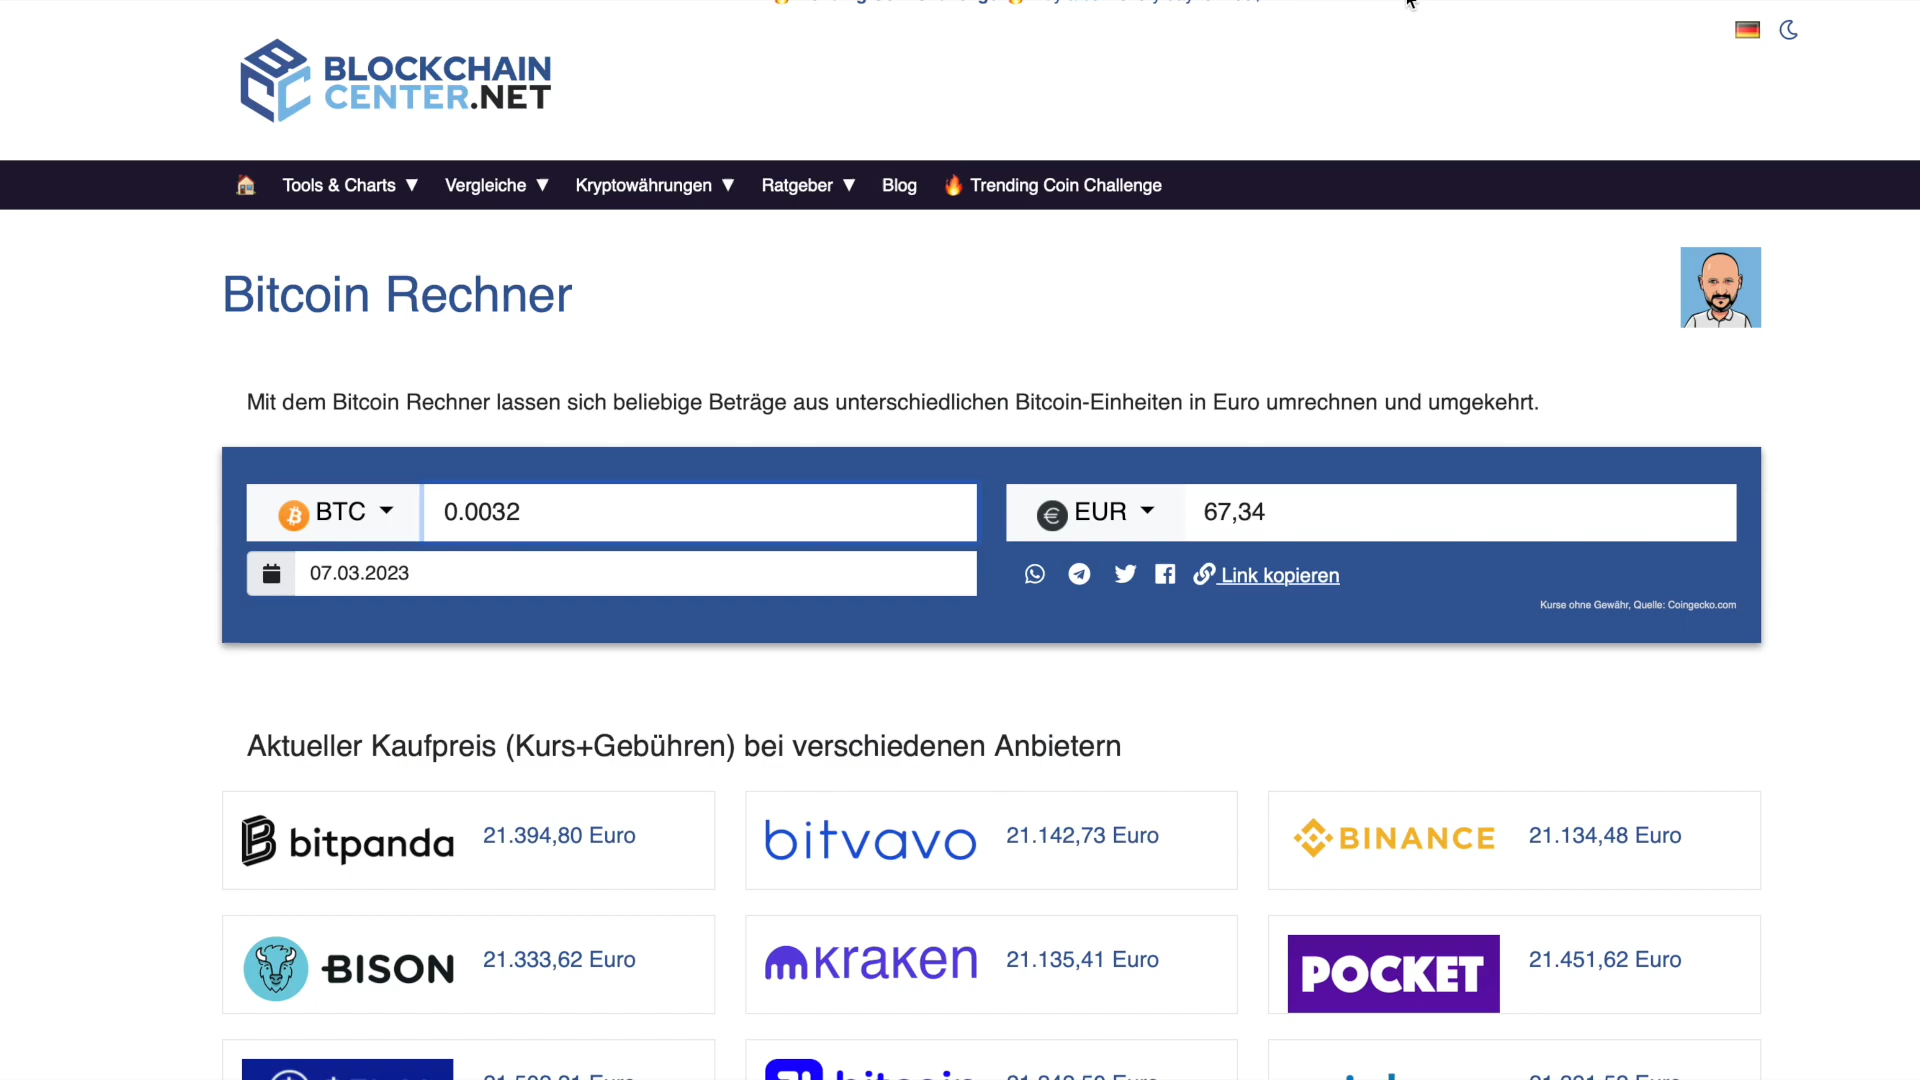 BLOCKCHAIN
CENTER.NET
Tools & Charts ▼ Vergleiche ▼ Kryptowährungen ▼ Ratgeber ▼ Blog 🔥 Trending Coin Challenge
Bitcoin Rechner
Mit dem Bitcoin Rechner lassen sich beliebige Beträge aus unterschiedlichen Bitcoin-Einheiten in Euro umrechnen und umgekehrt.
BTC 0.0032 EUR 67,34
07.03.2023 Link kopieren
Kurse ohne Gewähr, Quelle: Coingecko.com
Aktueller Kaufpreis (Kurs+Gebühren) bei verschiedenen Anbietern
bitpanda 21.394,80 Euro bitvavo 21.142,73 Euro BINANCE 21.134,48 Euro
BISON 21.333,62 Euro kraken 21.135,41 Euro POCKET 21.451,62 Euro